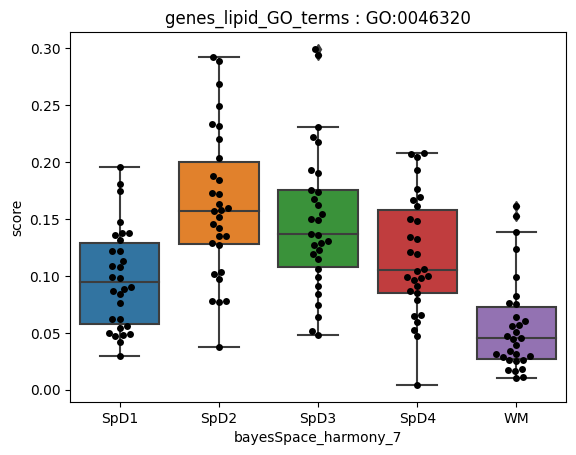 genes_lipid_GO_terms : GO:0046320
0.30
0.25
0.20
0.15
0.10
0.05
0.00
score
SpD1 SpD2 SpD3 SpD4 WM
bayesSpace_harmony_7